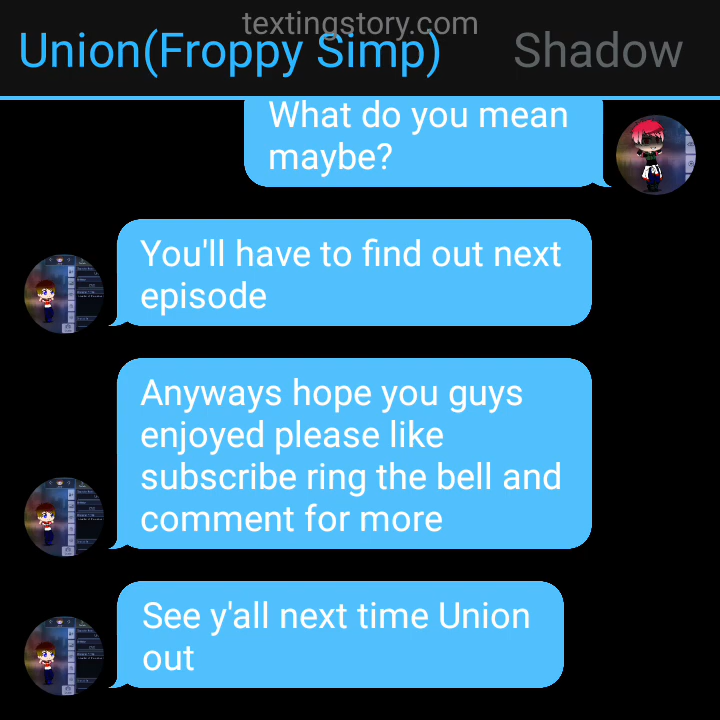 textingstory.com
Union(Froppy Simp) Shadow
What do you mean
maybe?
You'll have to find out next
episode
Anyways hope you guys
enjoyed please like
subscribe ring the bell and
comment for more
See y'all next time Union
out